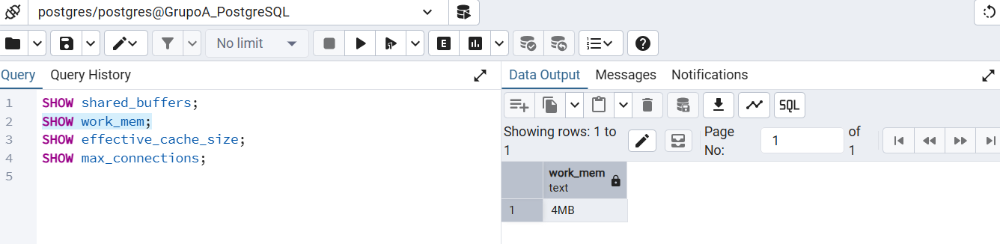 postgres/postgres@GrupoA_PostgreSQL
No limit
E
Query
Query History
1 SHOW shared_buffers;
2 SHOW work_mem;
3 SHOW effective_cache_size;
4 SHOW max_connections;
5
Data Output
Messages
Notifications
SQL
Showing rows: 1 to
1
Page
No:
1
of
1
work_mem
text
1 4MB